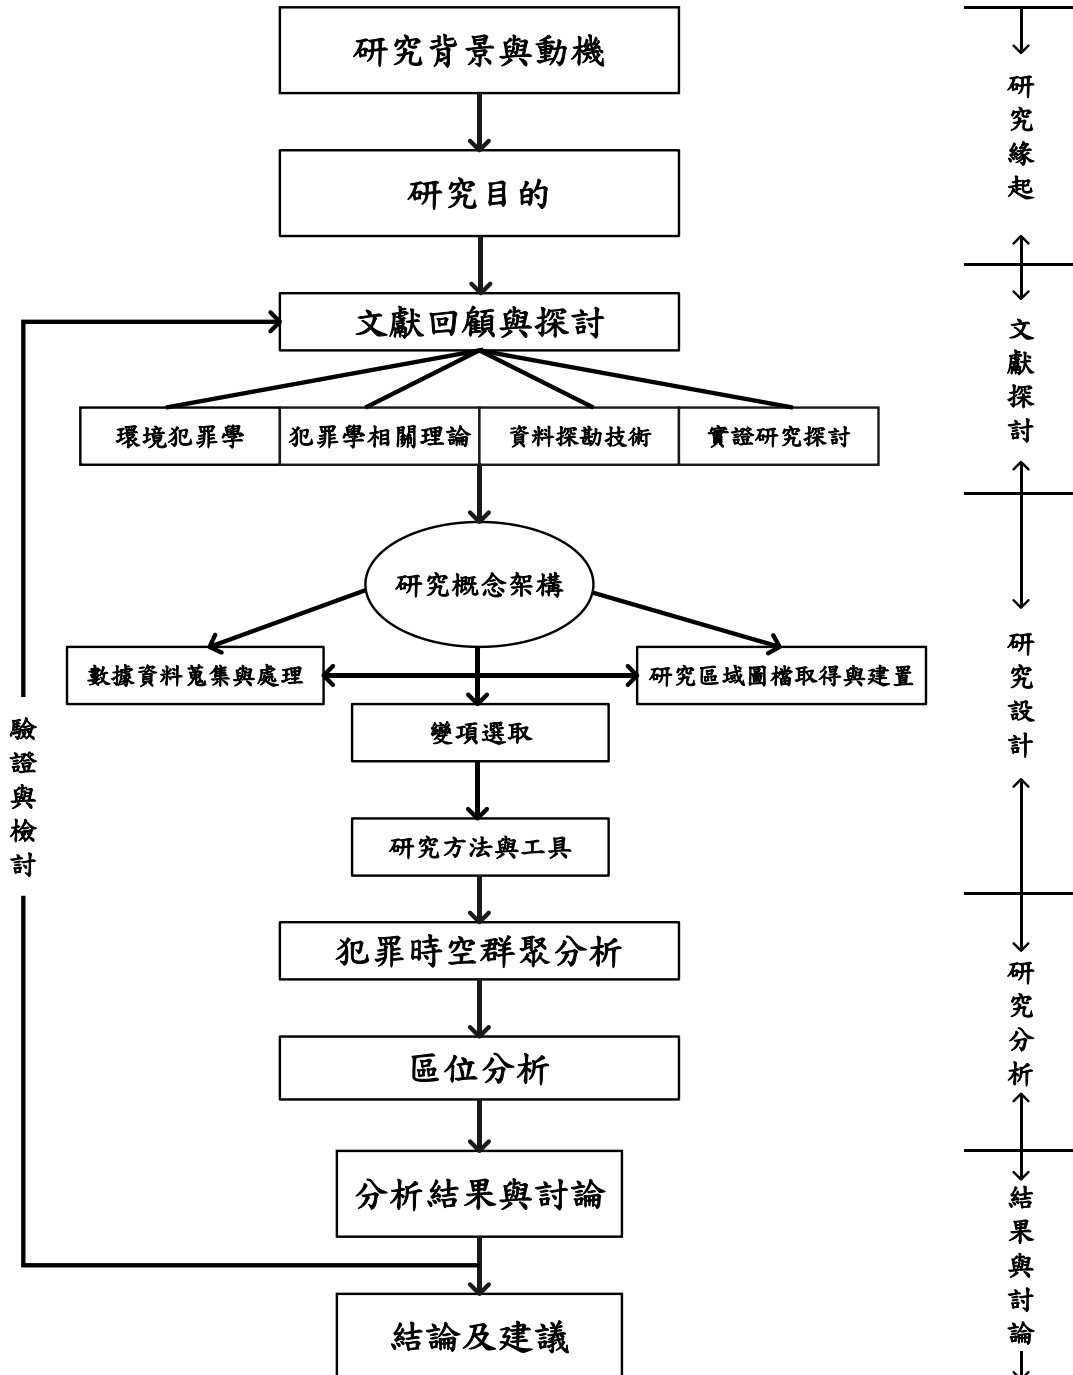 研究背景與動機
研究目的
文獻回顧與探討
環境犯罪學
犯罪學相關理論
資料探勘技術
實證研究探討
研究概念架構
數據資料蒐集與處理
研究區域圖檔取得與建置
變項選取
研究方法與工具
犯罪時空群聚分析
區位分析
分析結果與討論
結論及建議
驗證與檢討
研究緣起
文獻探討
研究設計
研究分析
結果與討論